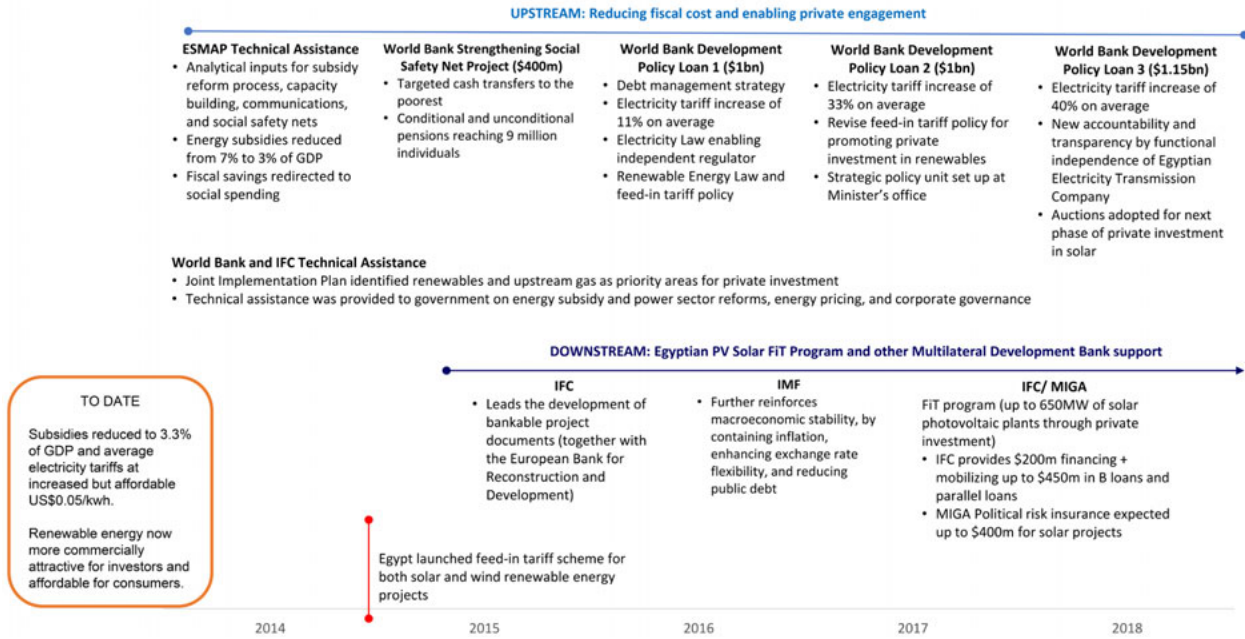 UPSTREAM: Reducing fiscal cost and enabling private engagement
ESMAP Technical Assistance
• Analytical inputs for subsidy
reform process, capacity
building, communications,
and social safety nets
• Energy subsidies reduced
from 7% to 3% of GDP
• Fiscal savings redirected to
social spending
World Bank Strengthening Social
Safety Net Project ($400m)
• Targeted cash transfers to the
poorest
• Conditional and unconditional
pensions reaching 9 million
individuals
World Bank Development
Policy Loan 1 ($1bn)
• Debt management strategy
• Electricity tariff increase of
11% on average
• Electricity Law enabling
independent regulator
• Renewable Energy Law and
feed-in tariff policy
World Bank Development
Policy Loan 2 ($1bn)
• Electricity tariff increase of
33% on average
• Revise feed-in tariff policy for
promoting private
investment in renewables
• Strategic policy unit set up at
Minister's office
World Bank Development
Policy Loan 3 ($1.15bn)
• Electricity tariff increase of
40% on average
• New accountability and
transparency by functional
independence of Egyptian
Electricity Transmission
Company
• Auctions adopted for next
phase of private investment
in solar
World Bank and IFC Technical Assistance
• Joint Implementation Plan identified renewables and upstream gas as priority areas for private investment
• Technical assistance was provided to government on energy subsidy and power sector reforms, energy pricing, and corporate governance
DOWNSTREAM: Egyptian PV Solar FiT Program and other Multilateral Development Bank support
TO DATE
Subsidies reduced to 3.3%
of GDP and average
electricity tariffs at
increased but affordable
US$0.05/kwh.
Renewable energy now
more commercially
attractive for investors and
affordable for consumers.
IFC
• Leads the development of
bankable project
documents (together with
the European Bank for
Reconstruction and
Development)
IMF
• Further reinforces
macroeconomic stability, by
containing inflation,
enhancing exchange rate
flexibility, and reducing
public debt
IFC/ MIGA
FiT program (up to 650MW of solar
photovoltaic plants through private
investment)
• IFC provides $200m financing +
mobilizing up to $450m in B loans and
parallel loans
• MIGA Political risk insurance expected
up to $400m for solar projects
Egypt launched feed-in tariff scheme for
both solar and wind renewable energy
projects
2014
2015
2016
2017
2018